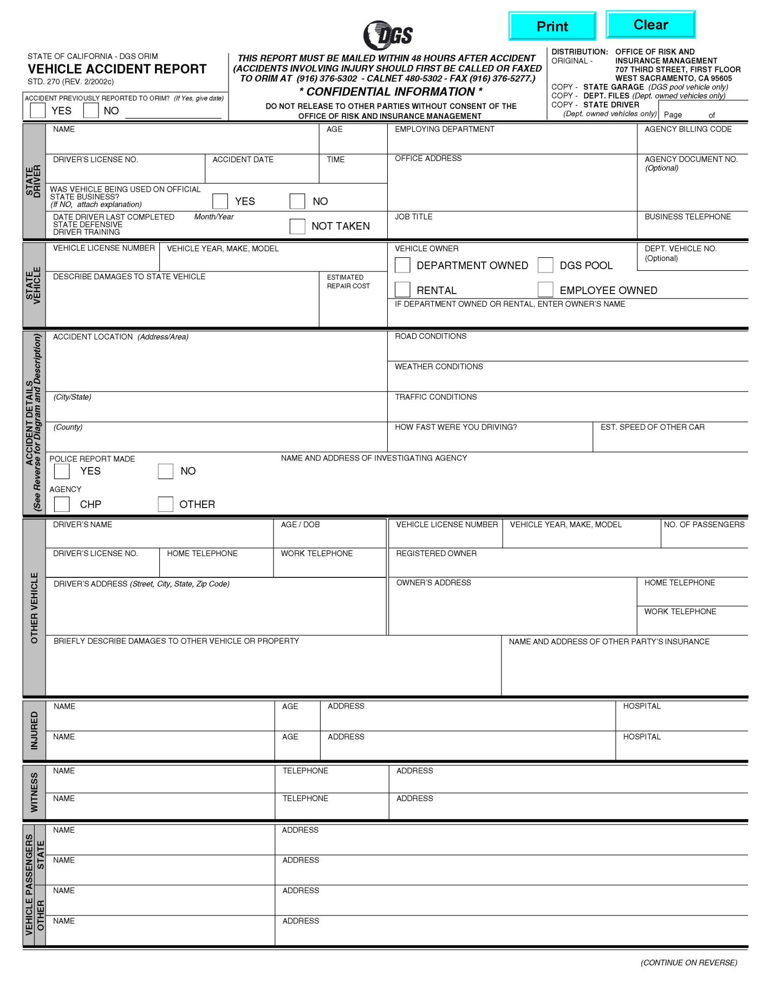 Print
Clear
DGS
STATE OF CALIFORNIA - DGS ORIM
VEHICLE ACCIDENT REPORT
STD. 270 (REV. 2/2002c)
ACCIDENT PREVIOUSLY REPORTED TO ORIM? (If Yes, give date)
YES NO
THIS REPORT MUST BE MAILED WITHIN 48 HOURS AFTER ACCIDENT
(ACCIDENTS INVOLVING INJURY SHOULD FIRST BE CALLED OR FAXED
TO ORIM AT (916) 376-5302 - CALNET 480-5302 - FAX (916) 376-5277.)
* CONFIDENTIAL INFORMATION *
DO NOT RELEASE TO OTHER PARTIES WITHOUT CONSENT OF THE
OFFICE OF RISK AND INSURANCE MANAGEMENT
DISTRIBUTION: OFFICE OF RISK AND
ORIGINAL - INSURANCE MANAGEMENT
707 THIRD STREET, FIRST FLOOR
WEST SACRAMENTO, CA 95605
COPY - STATE GARAGE (DGS pool vehicle only)
COPY - DEPT. FILES (Dept. owned vehicles only)
COPY - STATE DRIVER
(Dept. owned vehicles only)
Page of
STATE
DRIVER
NAME AGE EMPLOYING DEPARTMENT AGENCY BILLING CODE
DRIVER'S LICENSE NO. ACCIDENT DATE TIME OFFICE ADDRESS AGENCY DOCUMENT NO.
(Optional)
WAS VEHICLE BEING USED ON OFFICIAL
STATE BUSINESS?
(If NO, attach explanation)
YES NO
DATE DRIVER LAST COMPLETED Month/Year
STATE DEFENSIVE
DRIVER TRAINING
NOT TAKEN
JOB TITLE BUSINESS TELEPHONE
STATE
VEHICLE
VEHICLE LICENSE NUMBER VEHICLE YEAR, MAKE, MODEL VEHICLE OWNER DEPT. VEHICLE NO.
(Optional)
DEPARTMENT OWNED DGS POOL
DESCRIBE DAMAGES TO STATE VEHICLE ESTIMATED
REPAIR COST
RENTAL EMPLOYEE OWNED
IF DEPARTMENT OWNED OR RENTAL, ENTER OWNER'S NAME
ACCIDENT DETAILS
(See Reverse for Diagram and Description)
ACCIDENT LOCATION (Address/Area) ROAD CONDITIONS
WEATHER CONDITIONS
(City/State) TRAFFIC CONDITIONS
(County) HOW FAST WERE YOU DRIVING? EST. SPEED OF OTHER CAR
POLICE REPORT MADE NAME AND ADDRESS OF INVESTIGATING AGENCY
YES NO
AGENCY
CHP OTHER
OTHER VEHICLE
DRIVER'S NAME AGE / DOB VEHICLE LICENSE NUMBER VEHICLE YEAR, MAKE, MODEL NO. OF PASSENGERS
DRIVER'S LICENSE NO. HOME TELEPHONE WORK TELEPHONE REGISTERED OWNER
DRIVER'S ADDRESS (Street, City, State, Zip Code) OWNER'S ADDRESS HOME TELEPHONE
WORK TELEPHONE
BRIEFLY DESCRIBE DAMAGES TO OTHER VEHICLE OR PROPERTY NAME AND ADDRESS OF OTHER PARTY'S INSURANCE
INJURED
NAME AGE ADDRESS HOSPITAL
NAME AGE ADDRESS HOSPITAL
WITNESS
NAME TELEPHONE ADDRESS
NAME TELEPHONE ADDRESS
VEHICLE PASSENGERS
STATE
NAME ADDRESS
NAME ADDRESS
OTHER
NAME ADDRESS
NAME ADDRESS
(CONTINUE ON REVERSE)